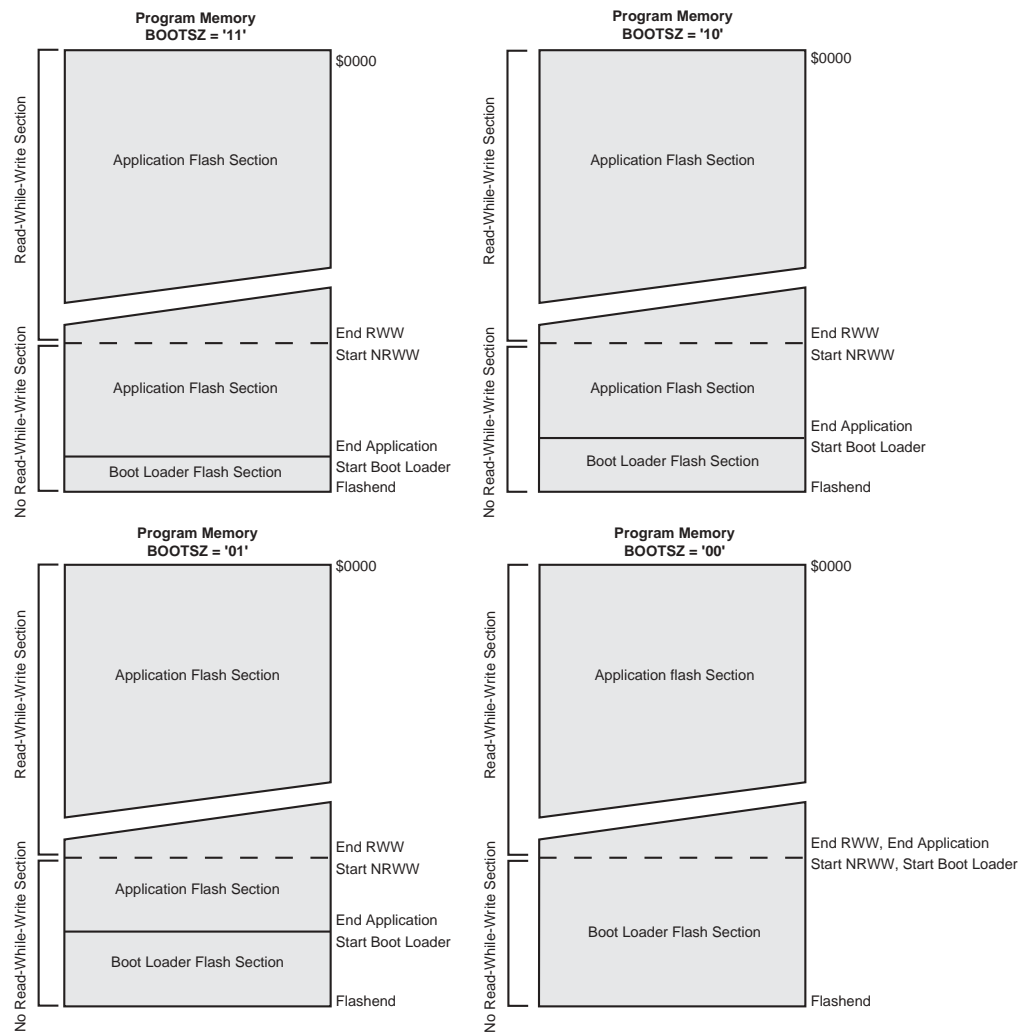 Program Memory
BOOTSZ = '11'
$0000
Read-While-Write Section
Application Flash Section
End RWW
Start NRWW
No Read-While-Write Section
Application Flash Section
End Application
Start Boot Loader
Boot Loader Flash Section
Flashend
Program Memory
BOOTSZ = '10'
$0000
Read-While-Write Section
Application Flash Section
End RWW
Start NRWW
No Read-While-Write Section
Application Flash Section
End Application
Start Boot Loader
Boot Loader Flash Section
Flashend
Program Memory
BOOTSZ = '01'
$0000
Read-While-Write Section
Application Flash Section
End RWW
Start NRWW
No Read-While-Write Section
Application Flash Section
End Application
Start Boot Loader
Boot Loader Flash Section
Flashend
Program Memory
BOOTSZ = '00'
$0000
Read-While-Write Section
Application flash Section
End RWW, End Application
Start NRWW, Start Boot Loader
No Read-While-Write Section
Boot Loader Flash Section
Flashend